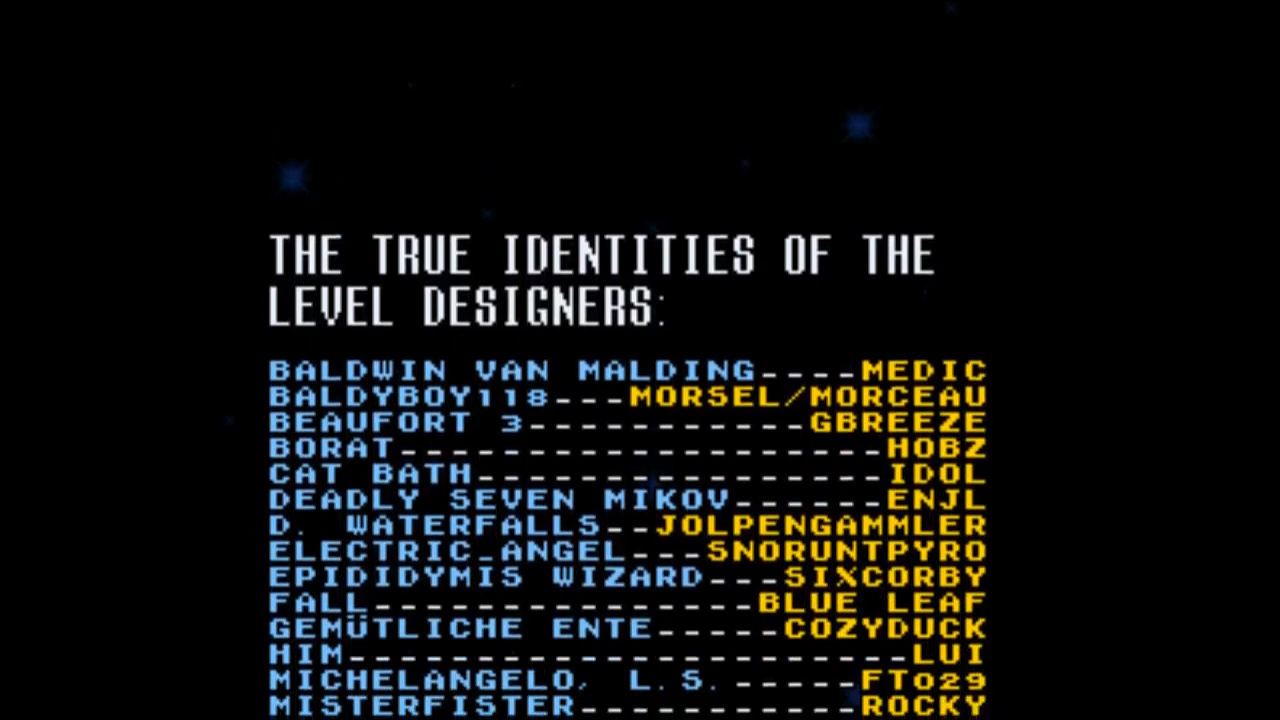 THE TRUE IDENTITIES OF THE
LEVEL DESIGNERS:
BALDWIN VAN MALDING----MEDIC
BALDYBOY118---MORSEL/MORCEAU
BEAUFORT 3-----------GBREEZE
BORAT-------------------HOBZ
CAT BATH----------------IDOL
DEADLY SEVEN MIKOV------ENJL
D. WATERFALLS--JOLPENGAMMLER
ELECTRIC_ANGEL---SNORUNTPYRO
EPIDIDYMIS WIZARD---SIXCORBY
FALL---------------BLUE LEAF
GEMÜTLICHE ENTE-----COZYDUCK
HIM----------------------LUI
MICHELANGELO, L.S.-----FT029
MISTERFISTER-----------ROCKY